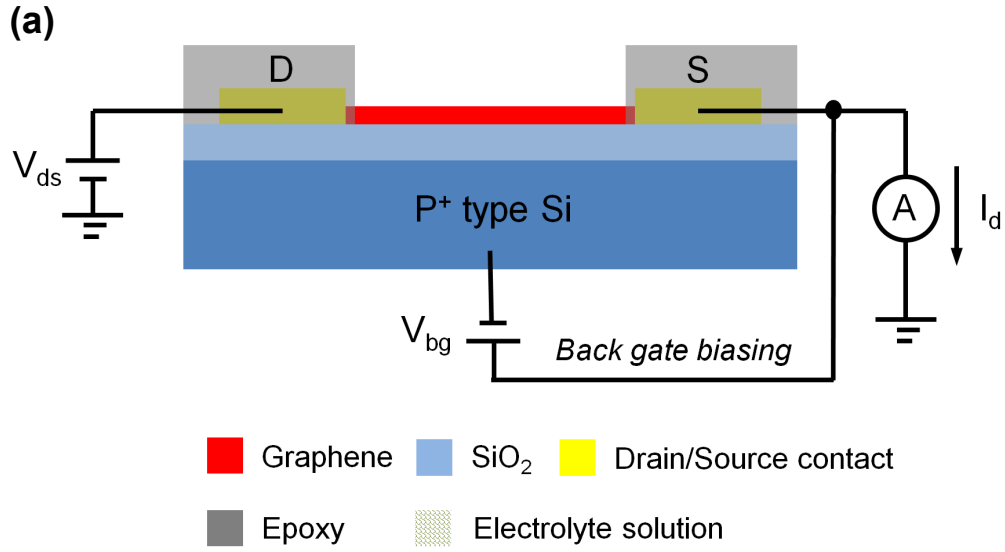 (a)
D
S
V_ds
P⁺ type Si
A
I_d
V_bg
Back gate biasing
Graphene
SiO₂
Drain/Source contact
Epoxy
Electrolyte solution